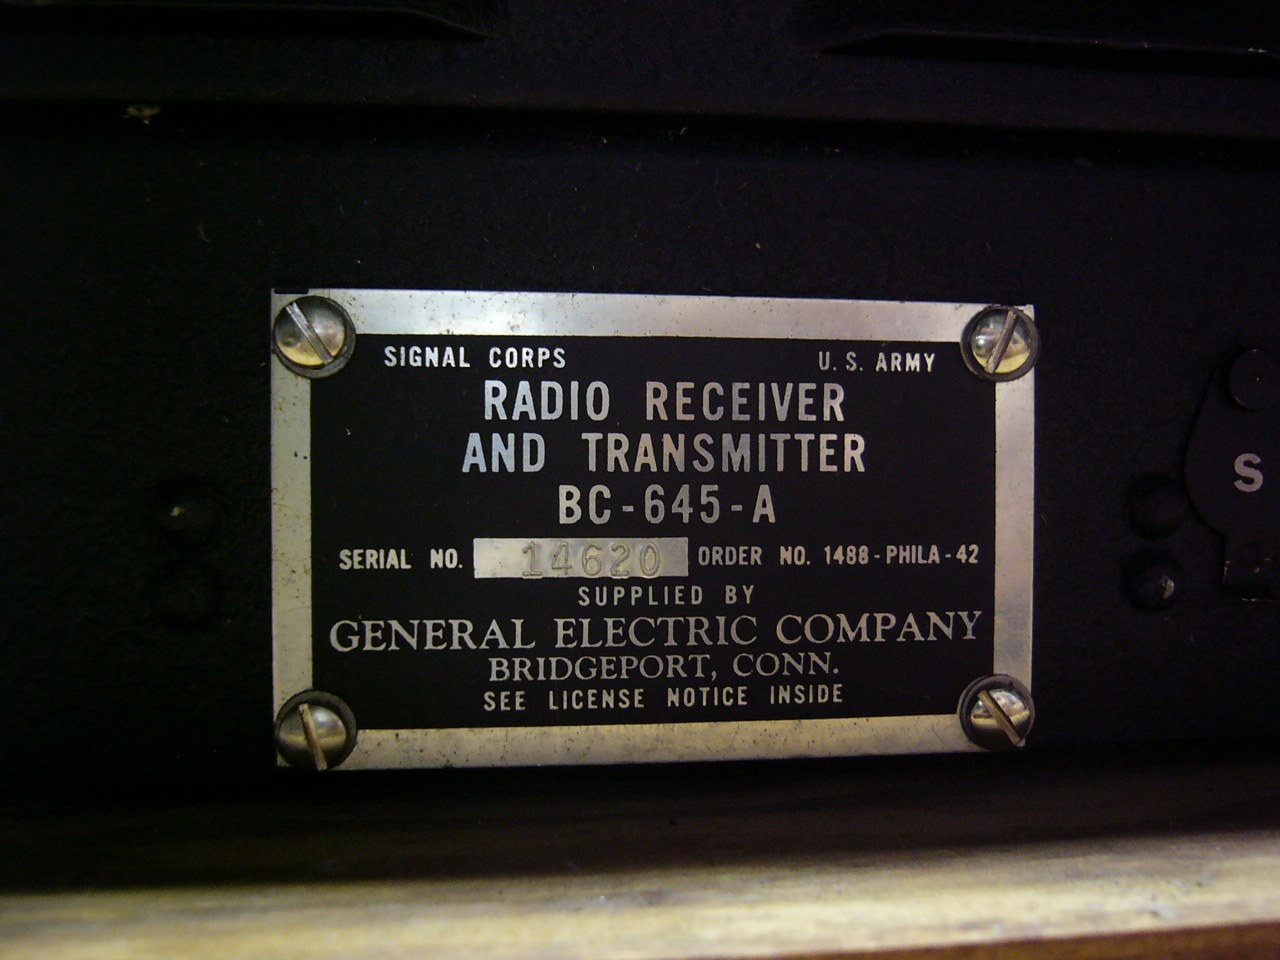 SIGNAL CORPS U. S. ARMY
RADIO RECEIVER
AND TRANSMITTER
BC-645-A
SERIAL NO. 14620 ORDER NO. 1488-PHILA-42
SUPPLIED BY
GENERAL ELECTRIC COMPANY
BRIDGEPORT, CONN.
SEE LICENSE NOTICE INSIDE
S